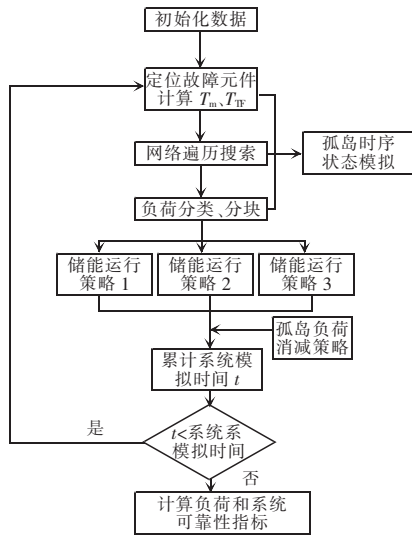 初始化数据
定位故障元件
计算 Tm、TTF
网络遍历搜索
孤岛时序
状态模拟
负荷分类、分块
储能运行
策略 1
储能运行
策略 2
储能运行
策略 3
孤岛负荷
消减策略
累计系统模
拟时间 t
是
t<系统系
模拟时间
否
计算负荷和系统
可靠性指标